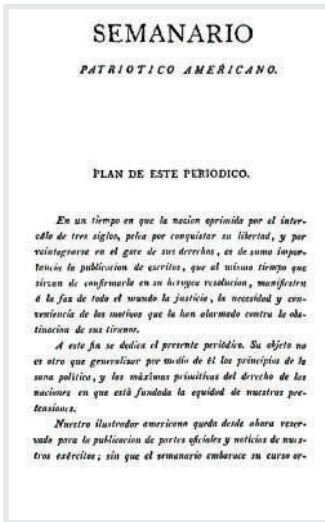 SEMANARIO
PATRIOTICO AMERICANO.
PLAN DE ESTE PERIODICO.
En un tiempo en que la nacion oprimida por el inter-
válo de tres siglos, pelea por conquistar su libertad, y por
reintegrarse en el goce de sus derechos, es de suma impor-
tancia la publicacion de escritos, que al mismo tiempo que
sirvan de confirmarla en su heroyca resolucion, manifiesten
á la faz de todo el mundo la justicia, la necesidad y con-
veniencia de los motivos que la han alarmado contra la obs-
tinacion de sus tiranos.
A este fin se dedica el presente periódico. Su objeto no
es otro que generalizar por medio de él los principios de la
sana política, y las máximas primitivas del derecho de las
naciones en que está fundada la equidad de nuestras pre-
tensiones.
Nuestro ilustrador americano queda desde ahora reser-
vado para la publicacion de partes oficiales y noticias de nues-
tros exércitos; sin que el semanario embarace su curso or-